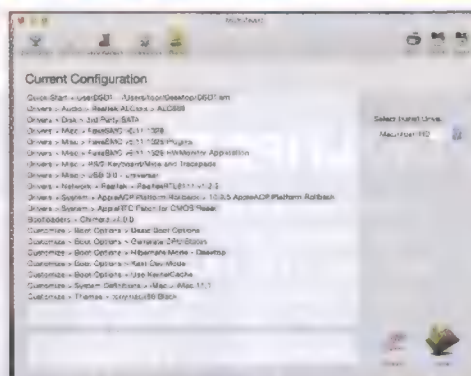 MultiBeast
Current Configuration
Quick Start > UserDSDT - /Users/toor/Desktop/DSDT.aml
Drivers > Audio > Realtek ALCxxx > ALC889
Drivers > Disk > 3rd Party SATA
Drivers > Misc > FakeSMC v6.11.1328
Drivers > Misc > FakeSMC v6.11.1328 Plugins
Drivers > Misc > FakeSMC v6.11.1328 HWMonitor Application
Drivers > Misc > PS/2 Keyboard/Mice and Trackpads
Drivers > Misc > USB 3.0 - Universal
Drivers > Network > Realtek > RealtekRTL8111 v1.2.3
Drivers > System > AppleACPIPlatform Rollback > 10.8.5 AppleACPIPlatform Rollback
Drivers > System > AppleRTC Patch for CMOS Reset
Bootloaders > Chimera v4.0.0
Customize > Boot Options > Basic Boot Options
Customize > Boot Options > Generate CPU States
Customize > Boot Options > Hibernate Mode - Desktop
Customize > Boot Options > Kext Dev Mode
Customize > Boot Options > Use KernelCache
Customize > System Definitions > iMac > iMac 14,1
Customize > Themes > tonymacx86 Black
Select Install Drive:
Macintosh HD